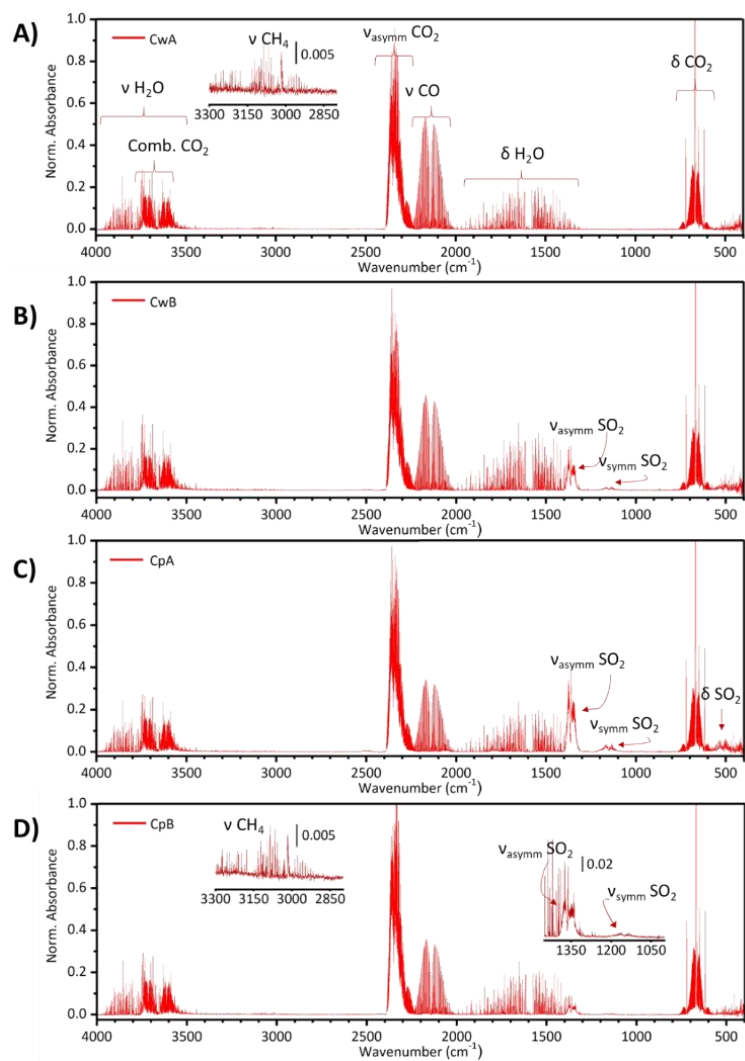 A)
CwA
ν H₂O
Comb. CO₂
ν CH₄
0.005
3300 3150 3000 2850
νasymm CO₂
ν CO
δ H₂O
δ CO₂
Norm. Absorbance
1.0
0.8
0.6
0.4
0.2
0.0
4000 3500 3000 2500 2000 1500 1000 500
Wavenumber (cm⁻¹)
B)
CwB
νasymm SO₂
νsymm SO₂
Norm. Absorbance
1.0
0.8
0.6
0.4
0.2
0.0
4000 3500 3000 2500 2000 1500 1000 500
Wavenumber (cm⁻¹)
C)
CpA
νasymm SO₂
νsymm SO₂
δ SO₂
Norm. Absorbance
1.0
0.8
0.6
0.4
0.2
0.0
4000 3500 3000 2500 2000 1500 1000 500
Wavenumber (cm⁻¹)
D)
CpB
ν CH₄
0.005
3300 3150 3000 2850
νasymm SO₂
0.02
νsymm SO₂
1350 1200 1050
Norm. Absorbance
1.0
0.8
0.6
0.4
0.2
0.0
4000 3500 3000 2500 2000 1500 1000 500
Wavenumber (cm⁻¹)